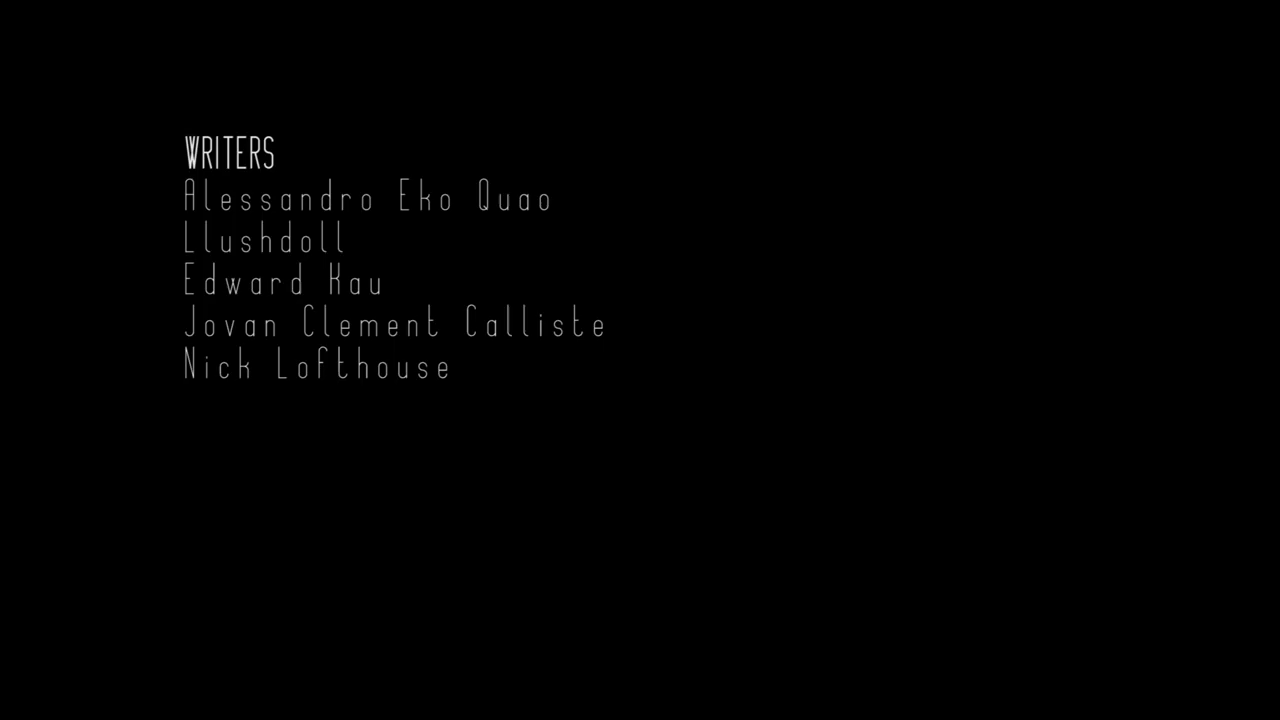 WRITERS
Alessandro Eko Quao
Llushdoll
Edward Kau
Jovan Clement Calliste
Nick Lofthouse